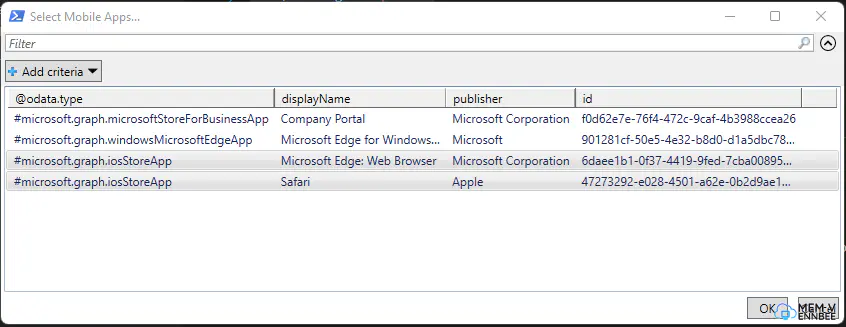 Select Mobile Apps...
Filter
Add criteria
@odata.type displayName publisher id
#microsoft.graph.microsoftStoreForBusinessApp Company Portal Microsoft Corporation f0d62e7e-76f4-472c-9caf-4b3988ccea26
#microsoft.graph.windowsMicrosoftEdgeApp Microsoft Edge for Windows... Microsoft 901281cf-50e5-4e32-b8d0-d1a5dbc78...
#microsoft.graph.iosStoreApp Microsoft Edge: Web Browser Microsoft Corporation 6daee1b1-0f37-4419-9fed-7cba00895...
#microsoft.graph.iosStoreApp Safari Apple 47273292-e028-4501-a62e-0b2d9ae1...
OK
MEM-V
ENNBEE